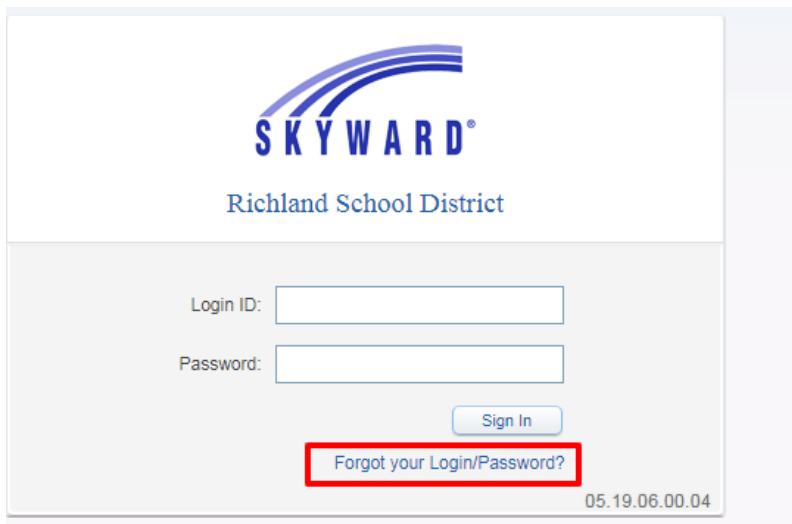 SKYWARD®
Richland School District
Login ID:
Password:
Sign In
Forgot your Login/Password?
05.19.06.00.04